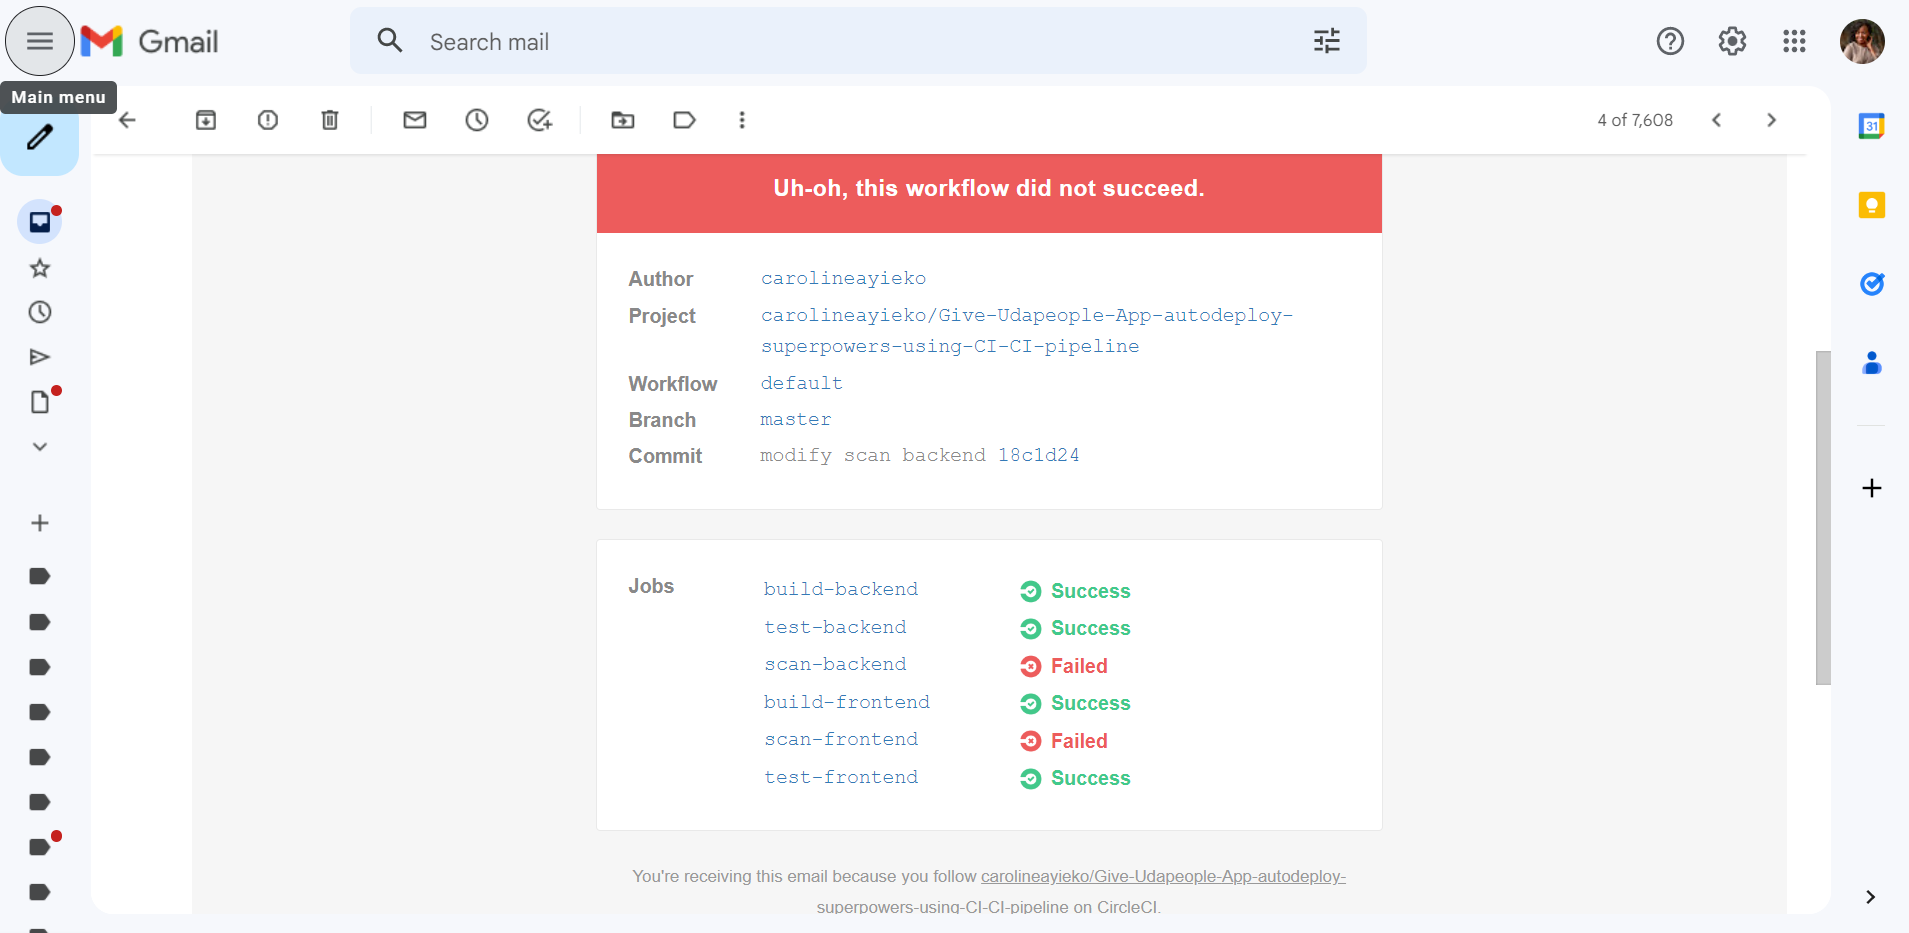 Gmail
Search mail
Main menu
4 of 7,608
31
Uh-oh, this workflow did not succeed.
Author carolineayieko
Project carolineayieko/Give-Udapeople-App-autodeploy-
superpowers-using-CI-CI-pipeline
Workflow default
Branch master
Commit modify scan backend 18c1d24
Jobs build-backend Success
test-backend Success
scan-backend Failed
build-frontend Success
scan-frontend Failed
test-frontend Success
You're receiving this email because you follow carolineayieko/Give-Udapeople-App-autodeploy-
superpowers-using-CI-CI-pipeline on CircleCI.